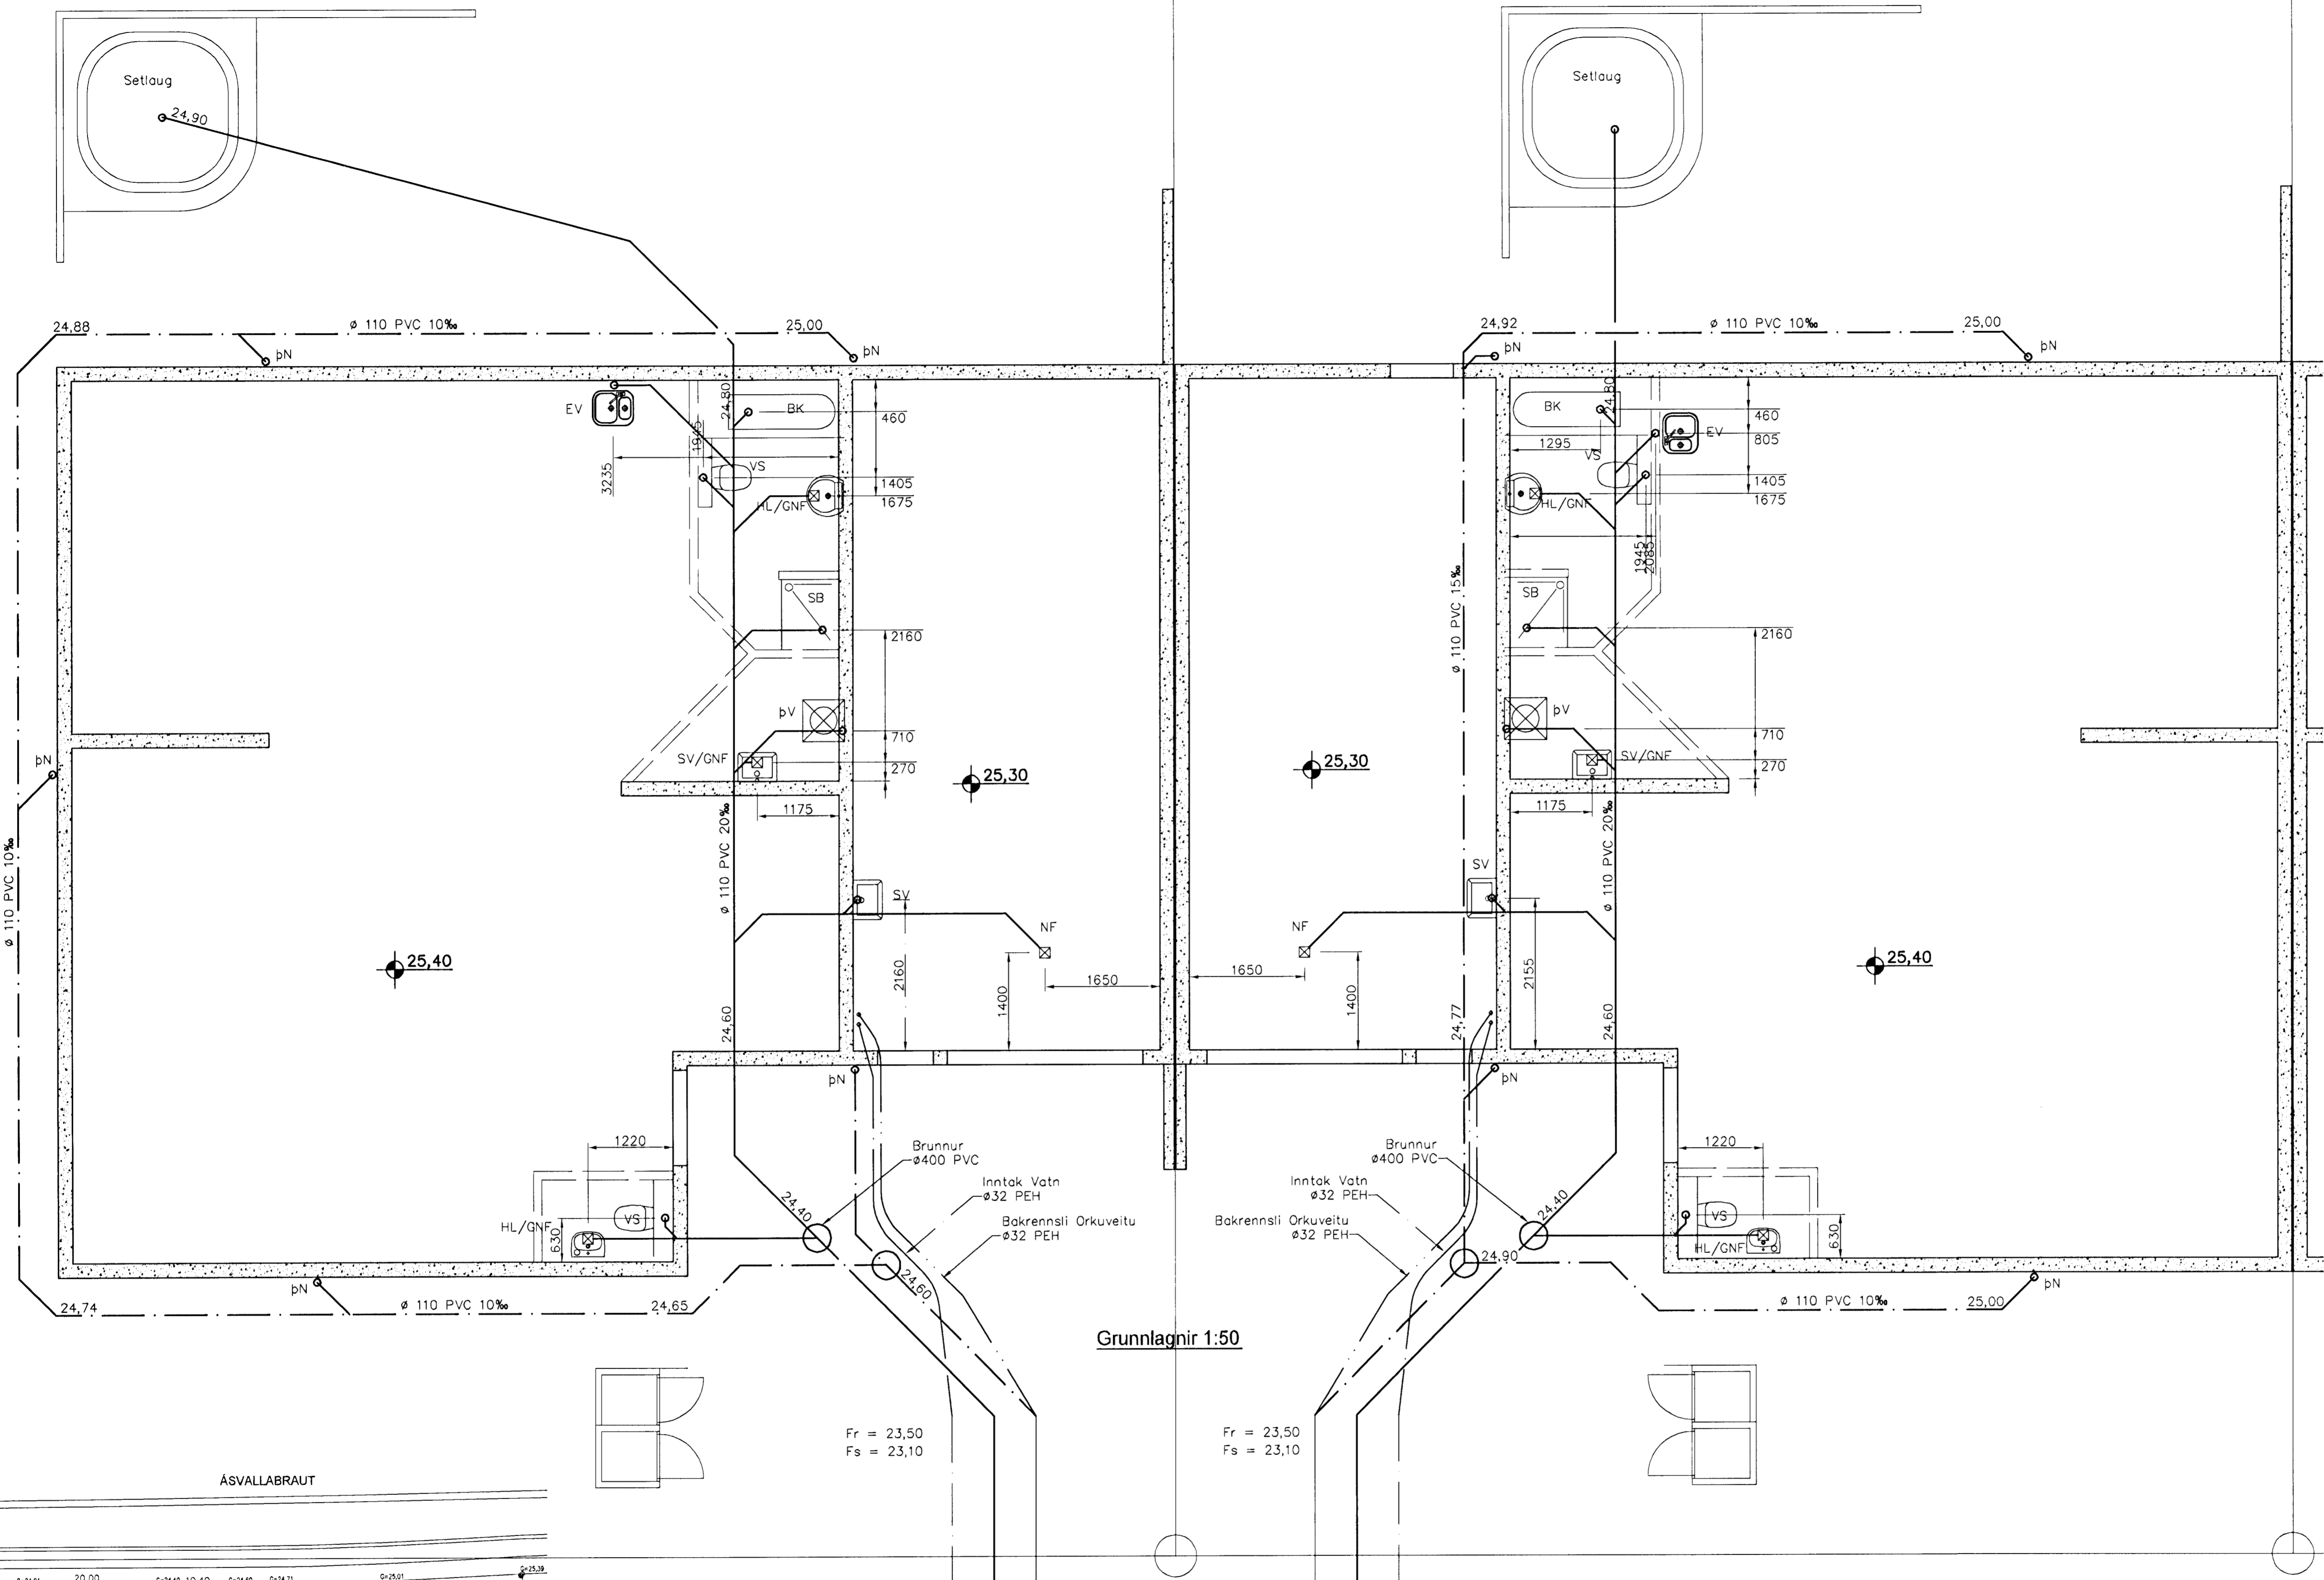 Setlaug
Setlaug
24,90
24,88
ø 110 PVC 10‰
25,00
þN
þN
24,92
ø 110 PVC 10‰
25,00
þN
þN
EV
24,80
BK
460
1945
3235
VS
1405
1675
HL/GNF
BK
24,80
460
EV
805
1295
VS
1405
1675
HL/GNF
1945
2085
SB
2160
ø 110 PVC 15‰
SB
2160
þV
710
SV/GNF
270
þV
710
SV/GNF
270
þN
25,30
25,30
1175
1175
ø 110 PVC 10‰
ø 110 PVC 20‰
ø 110 PVC 20‰
SV
SV
NF
NF
25,40
25,40
2160
1400
1650
1650
1400
2155
24,60
24,77
24,60
þN
þN
1220
1220
Brunnur
ø400 PVC
Brunnur
ø400 PVC
Inntak Vatn
ø32 PEH
Inntak Vatn
ø32 PEH
Bakrennsli Orkuveitu
ø32 PEH
Bakrennsli Orkuveitu
ø32 PEH
24,40
24,40
HL/GNF
VS
630
VS
HL/GNF
630
24,60
24,90
þN
þN
24,74
ø 110 PVC 10‰
24,65
ø 110 PVC 10‰
25,00
Grunnlagnir 1:50
Fr = 23,50
Fs = 23,10
Fr = 23,50
Fs = 23,10
ÁSVALLABRAUT
G=25,39
G=25,01
20,00
G=24,71